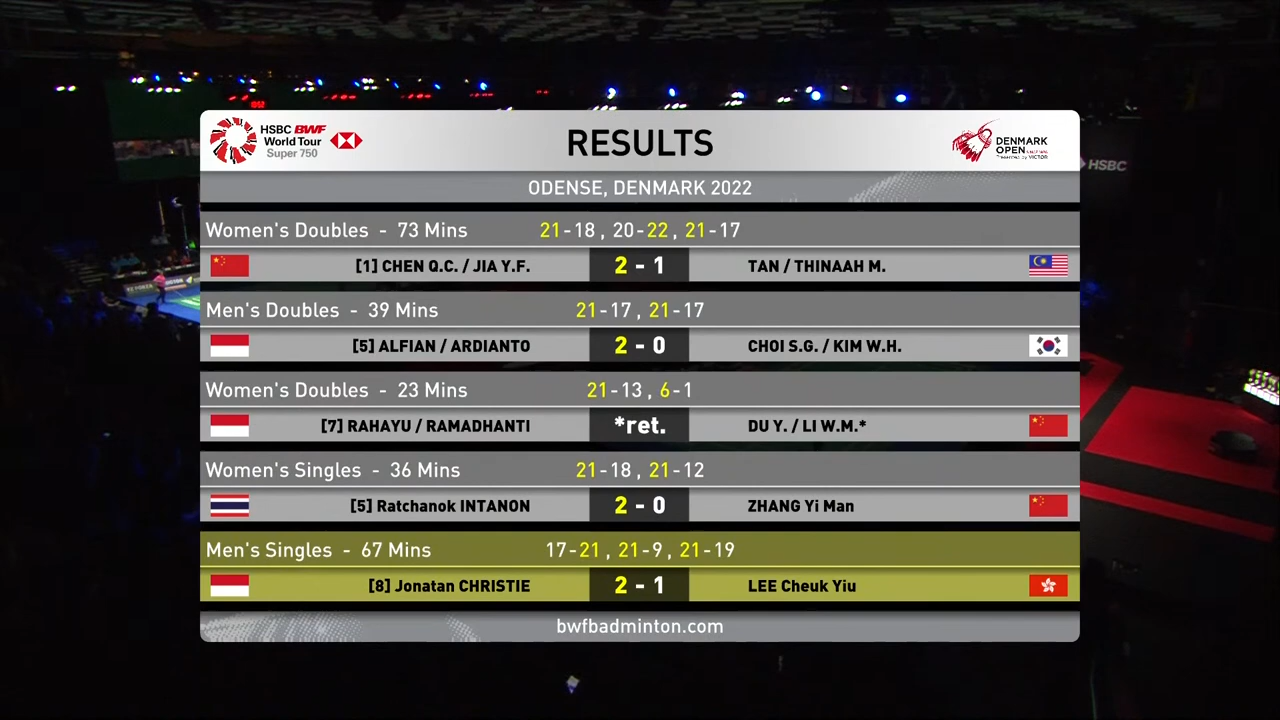 HSBC BWF
World Tour
Super 750
RESULTS
DENMARK
OPEN
Presented by VICTOR
HSBC
ODENSE, DENMARK 2022
Women's Doubles - 73 Mins 21-18 , 20-22 , 21-17
[1] CHEN Q.C. / JIA Y.F. 2 - 1 TAN / THINAAH M.
Men's Doubles - 39 Mins 21-17 , 21-17
[5] ALFIAN / ARDIANTO 2 - 0 CHOI S.G. / KIM W.H.
Women's Doubles - 23 Mins 21-13 , 6-1
[7] RAHAYU / RAMADHANTI *ret. DU Y. / LI W.M.*
Women's Singles - 36 Mins 21-18 , 21-12
[5] Ratchanok INTANON 2 - 0 ZHANG Yi Man
Men's Singles - 67 Mins 17-21 , 21-9 , 21-19
[8] Jonatan CHRISTIE 2 - 1 LEE Cheuk Yiu
bwfbadminton.com